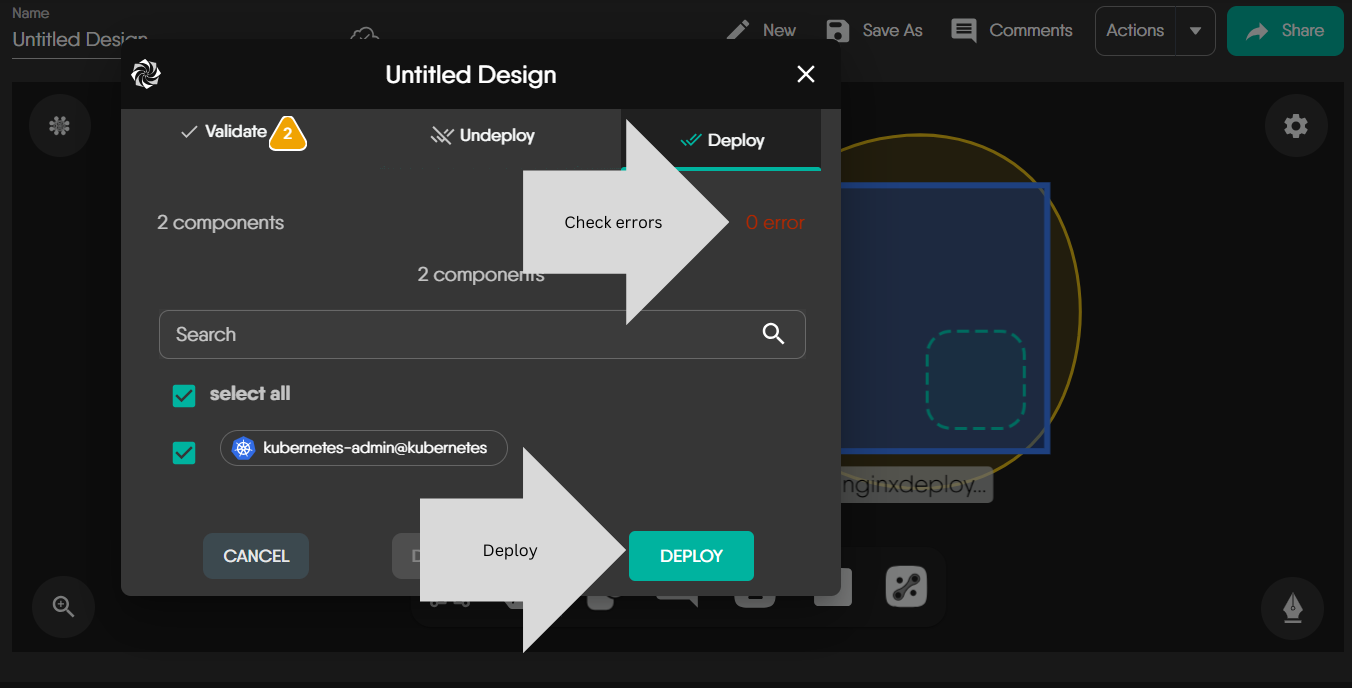 Name
Untitled Design
New
Save As
Comments
Actions
Share
Untitled Design
Validate
2
Undeploy
Deploy
2 components
Check errors
0 error
2 components
Search
select all
kubernetes-admin@kubernetes
nginxdeploy...
CANCEL
D
Deploy
DEPLOY